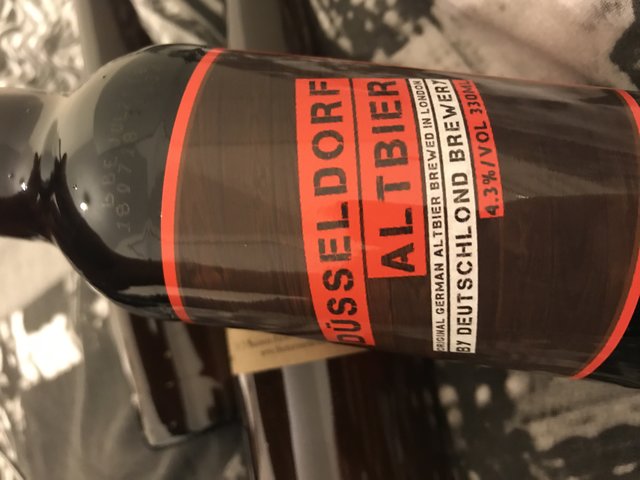 DÜSSELDORF
ALTBIER
ORIGINAL GERMAN ALTBIER BREWED IN LONDON
BY DEUTSCHLOND BREWERY
4.3%/VOL 330ML